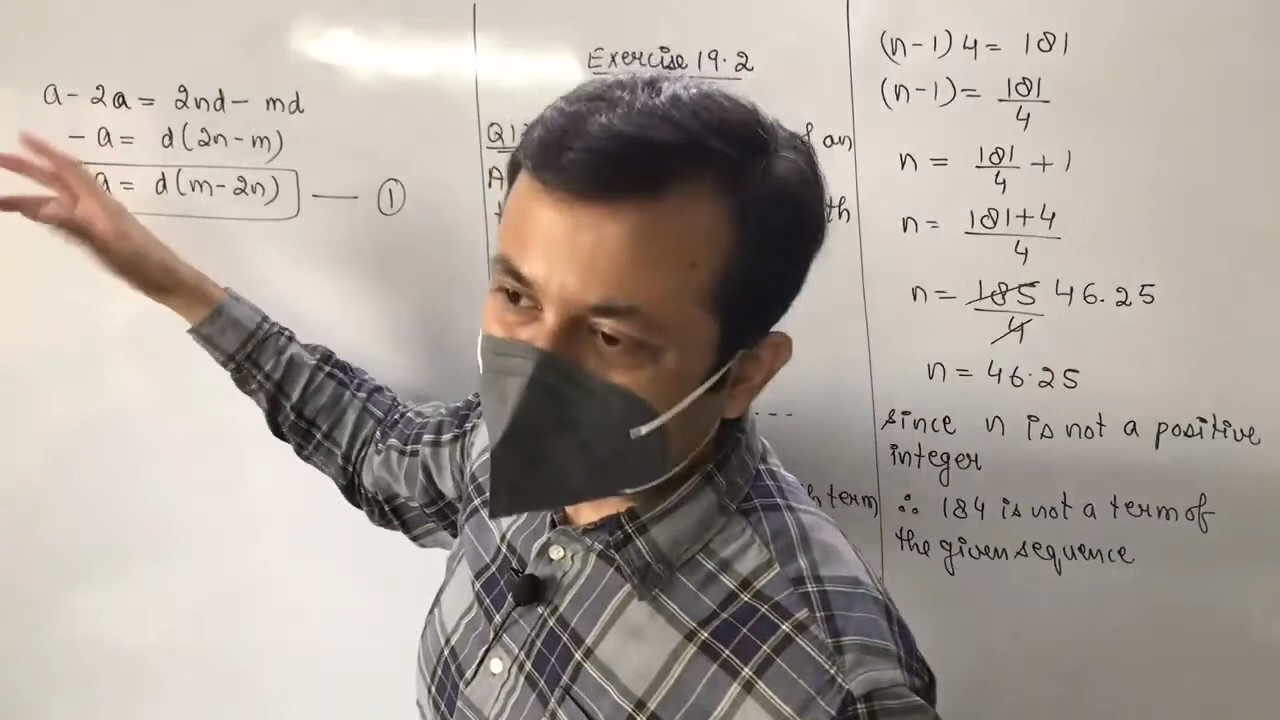 a - 2a = 2nd - md
- a = d(2n - m)
a = d(m - 2n) — ①
Exercise 19.2
Q1
an
A
th
....
term
(n-1) 4 = 181
(n-1) = 181/4
n = 181/4 + 1
n = 181+4/4
n = 185/4 46.25
n = 46.25
since n is not a positive
integer
∴ 184 is not a term of
the given sequence